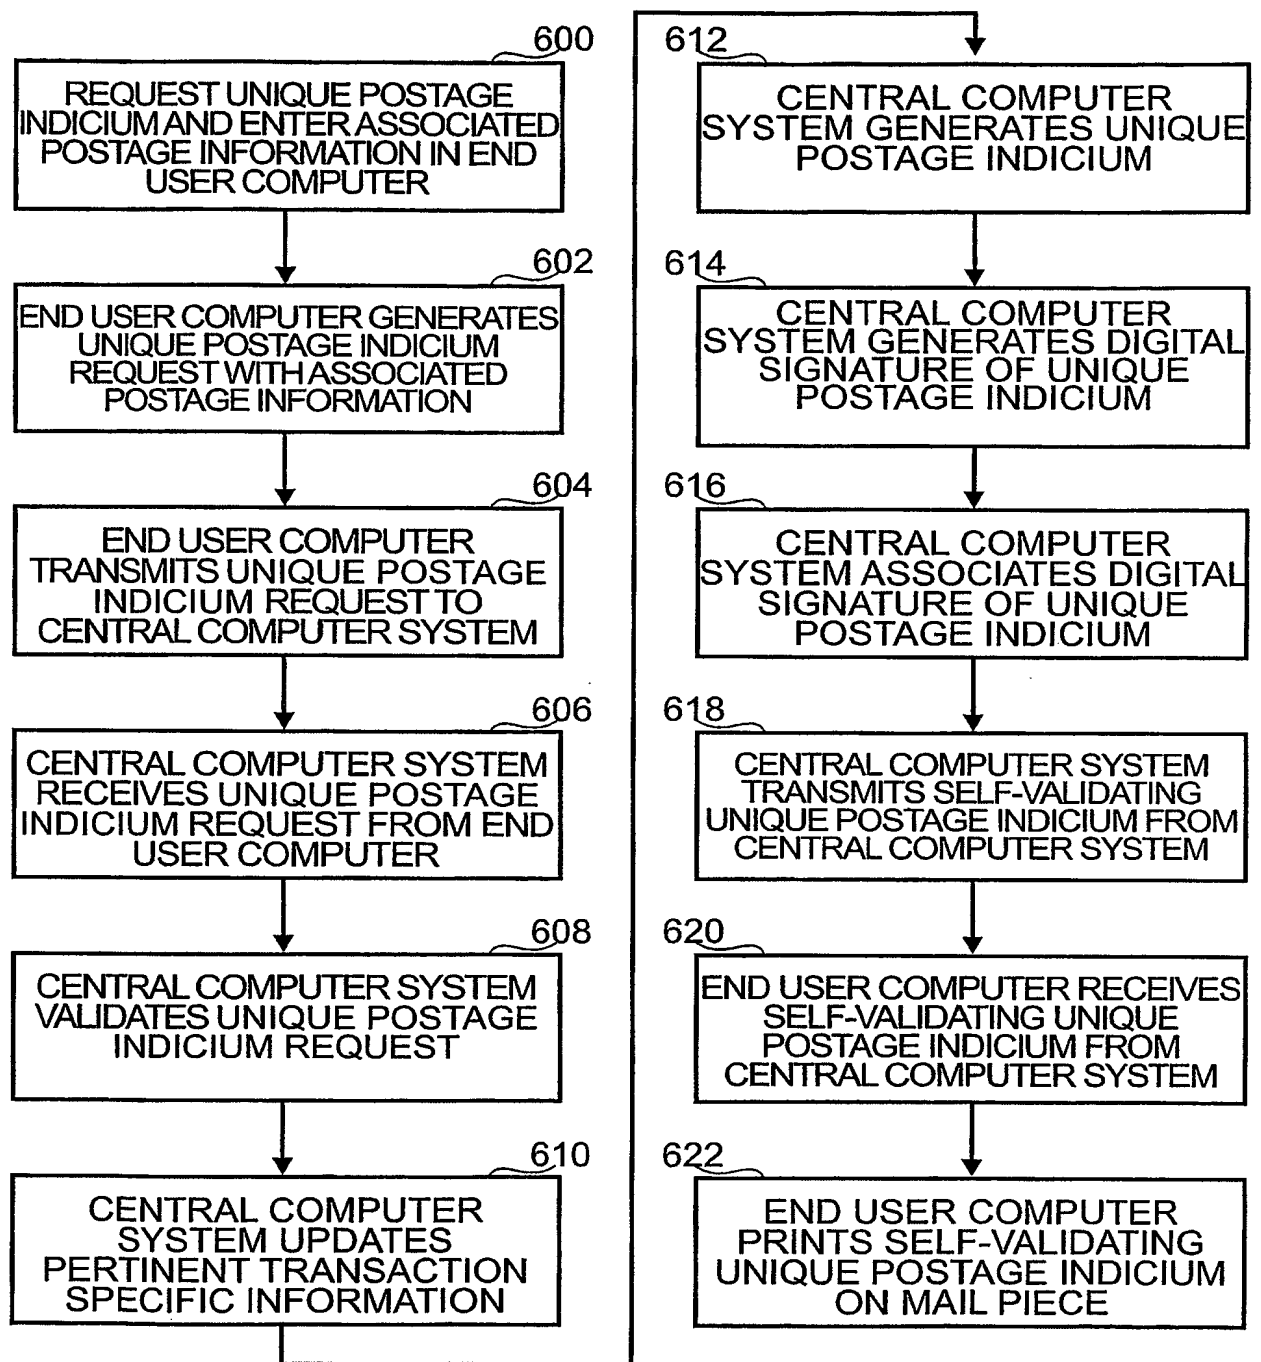 600
REQUEST UNIQUE POSTAGE
INDICIUM AND ENTER ASSOCIATED
POSTAGE INFORMATION IN END
USER COMPUTER
602
END USER COMPUTER GENERATES
UNIQUE POSTAGE INDICIUM
REQUEST WITH ASSOCIATED
POSTAGE INFORMATION
604
END USER COMPUTER
TRANSMITS UNIQUE POSTAGE
INDICIUM REQUEST TO
CENTRAL COMPUTER SYSTEM
606
CENTRAL COMPUTER SYSTEM
RECEIVES UNIQUE POSTAGE
INDICIUM REQUEST FROM END
USER COMPUTER
608
CENTRAL COMPUTER SYSTEM
VALIDATES UNIQUE POSTAGE
INDICIUM REQUEST
610
CENTRAL COMPUTER
SYSTEM UPDATES
PERTINENT TRANSACTION
SPECIFIC INFORMATION
612
CENTRAL COMPUTER
SYSTEM GENERATES UNIQUE
POSTAGE INDICIUM
614
CENTRAL COMPUTER
SYSTEM GENERATES DIGITAL
SIGNATURE OF UNIQUE
POSTAGE INDICIUM
616
CENTRAL COMPUTER
SYSTEM ASSOCIATES DIGITAL
SIGNATURE OF UNIQUE
POSTAGE INDICIUM
618
CENTRAL COMPUTER SYSTEM
TRANSMITS SELF-VALIDATING
UNIQUE POSTAGE INDICIUM FROM
CENTRAL COMPUTER SYSTEM
620
END USER COMPUTER RECEIVES
SELF-VALIDATING UNIQUE
POSTAGE INDICIUM FROM
CENTRAL COMPUTER SYSTEM
622
END USER COMPUTER
PRINTS SELF-VALIDATING
UNIQUE POSTAGE INDICIUM
ON MAIL PIECE